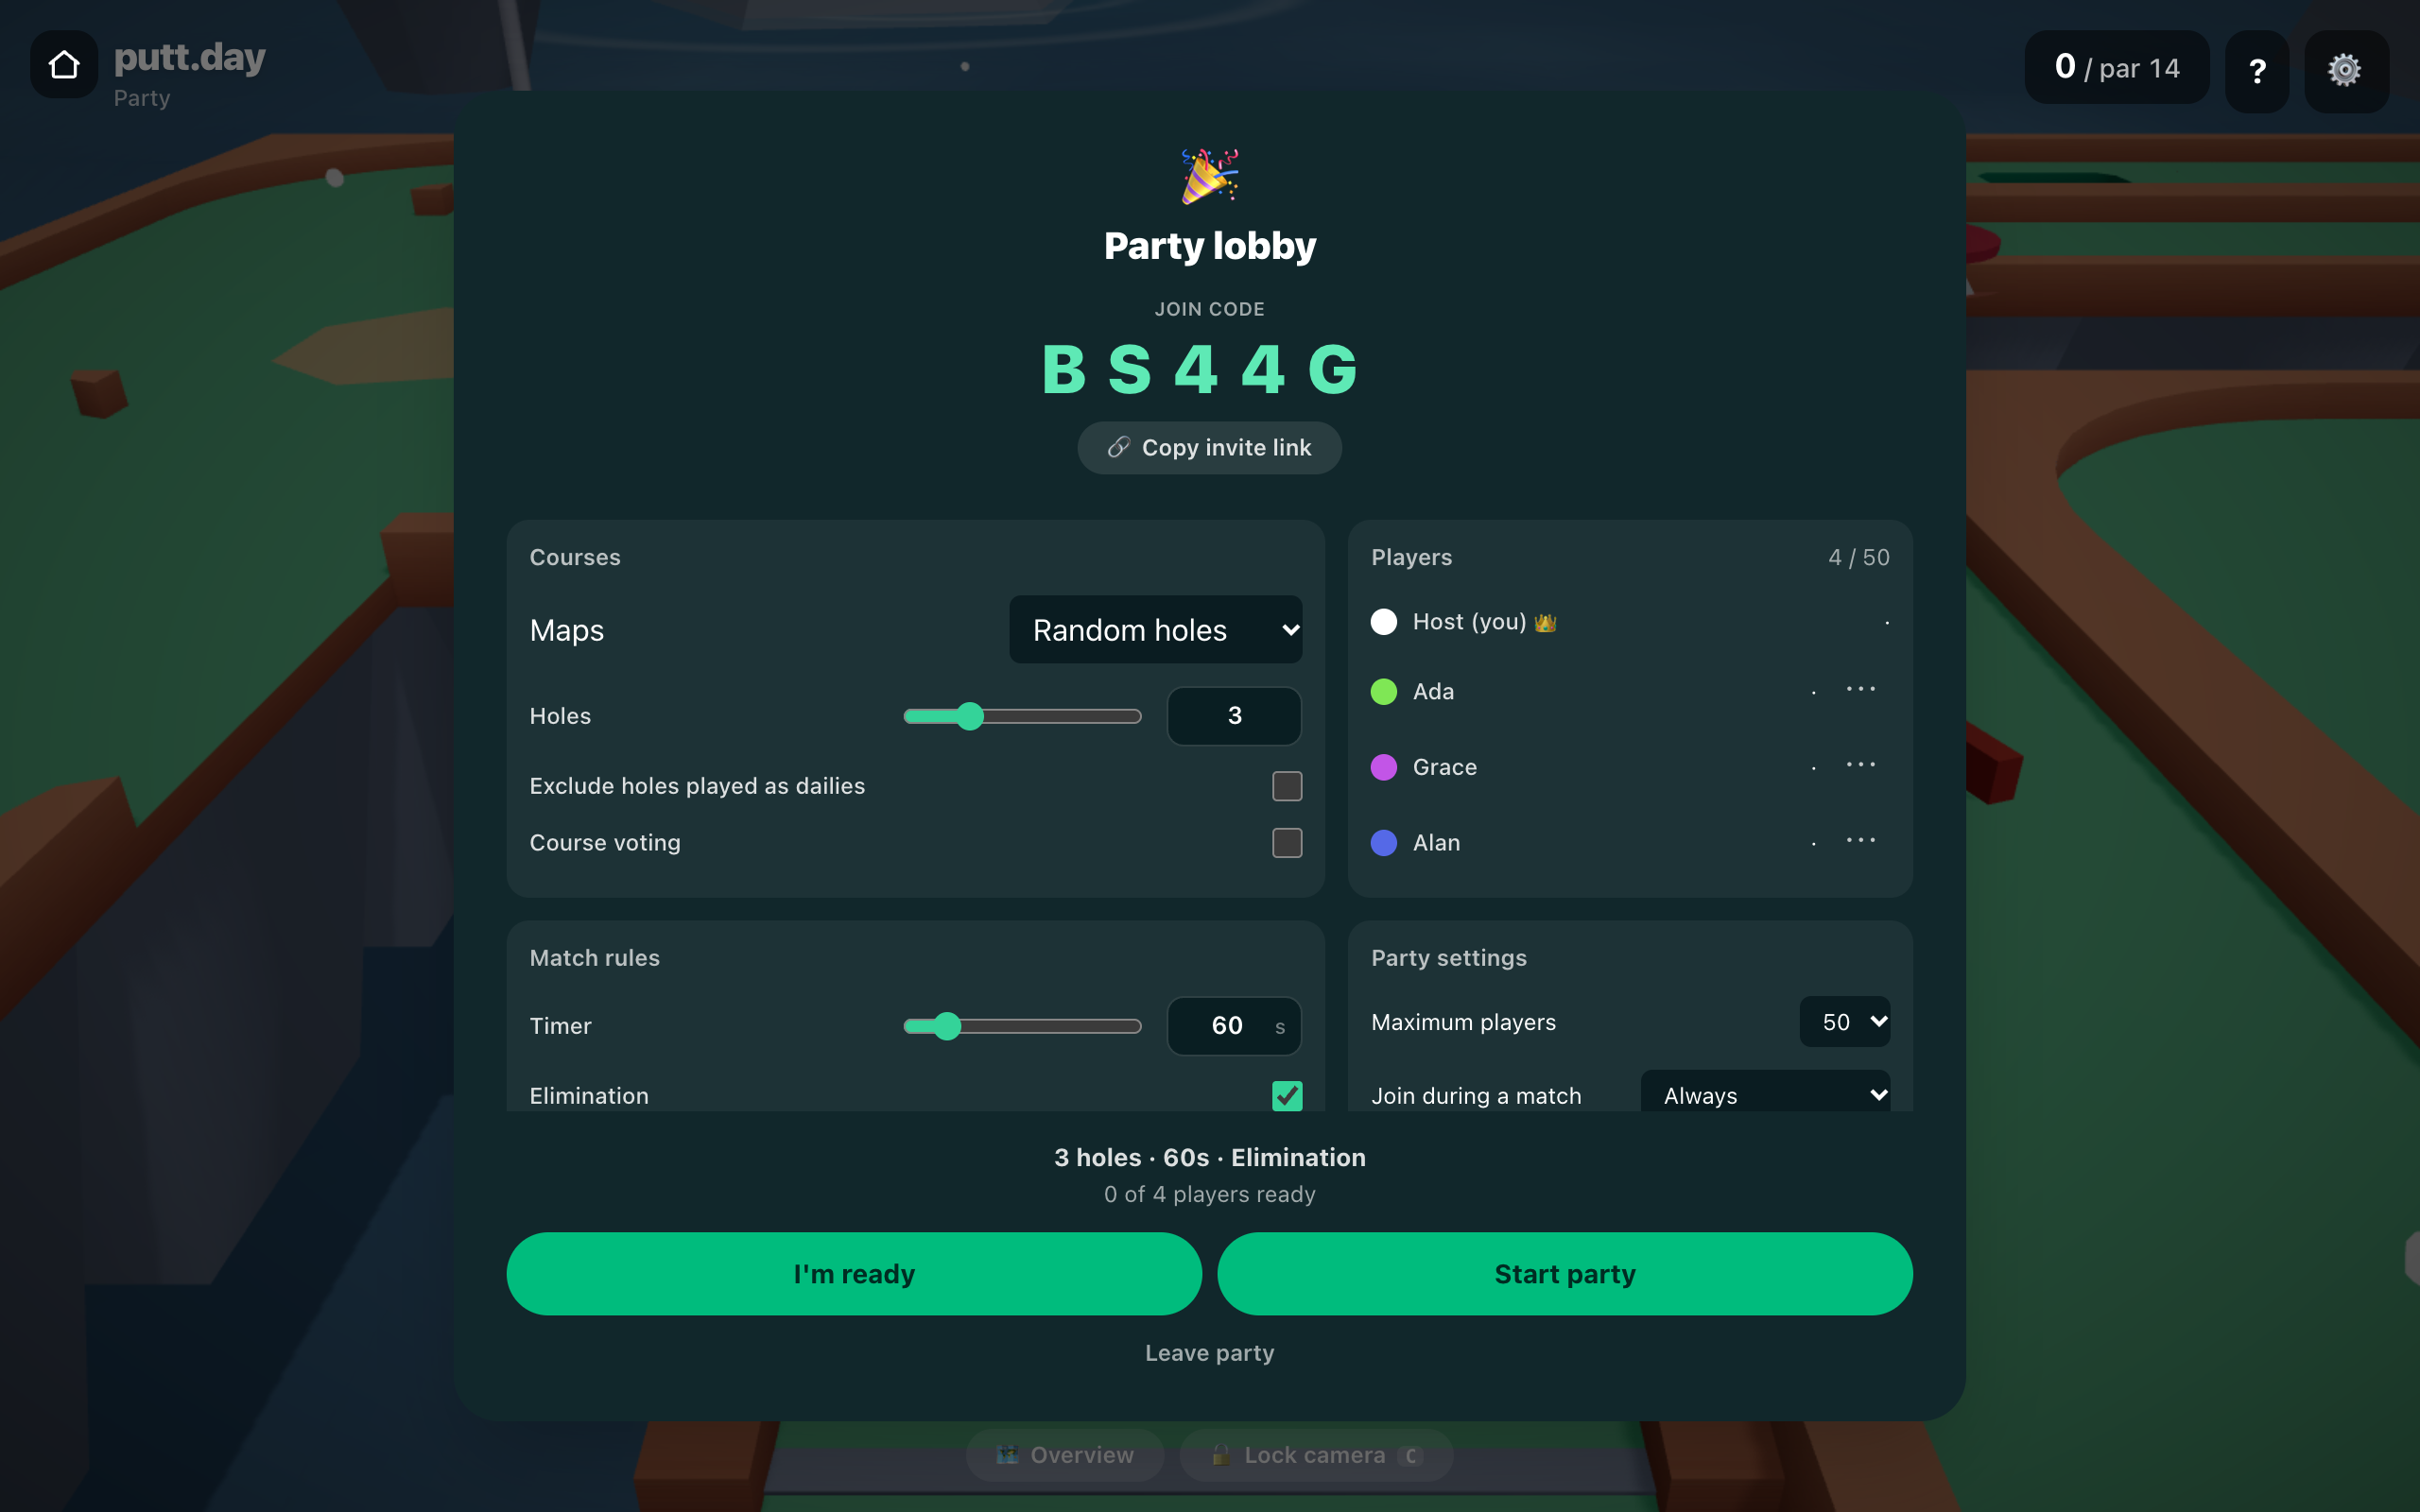 putt.day
Party
0 / par 14
?
Party lobby
JOIN CODE
BS44G
Copy invite link
Courses
Maps
Random holes
Holes
3
Exclude holes played as dailies
Course voting
Players
4 / 50
Host (you)
Ada
Grace
Alan
Match rules
Timer
60 s
Elimination
Party settings
Maximum players
50
Join during a match
Always
3 holes · 60s · Elimination
0 of 4 players ready
I'm ready
Start party
Leave party
Overview
Lock camera C